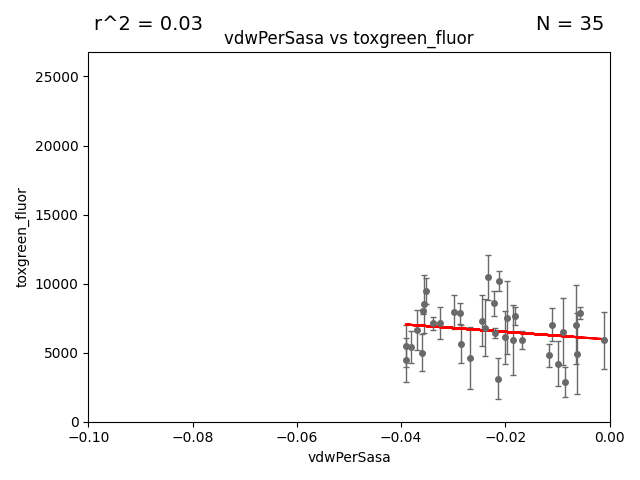 r^2 = 0.03
N = 35
vdwPerSasa vs toxgreen_fluor
25000
20000
15000
10000
5000
0
toxgreen_fluor
−0.10
−0.08
−0.06
−0.04
−0.02
0.00
vdwPerSasa